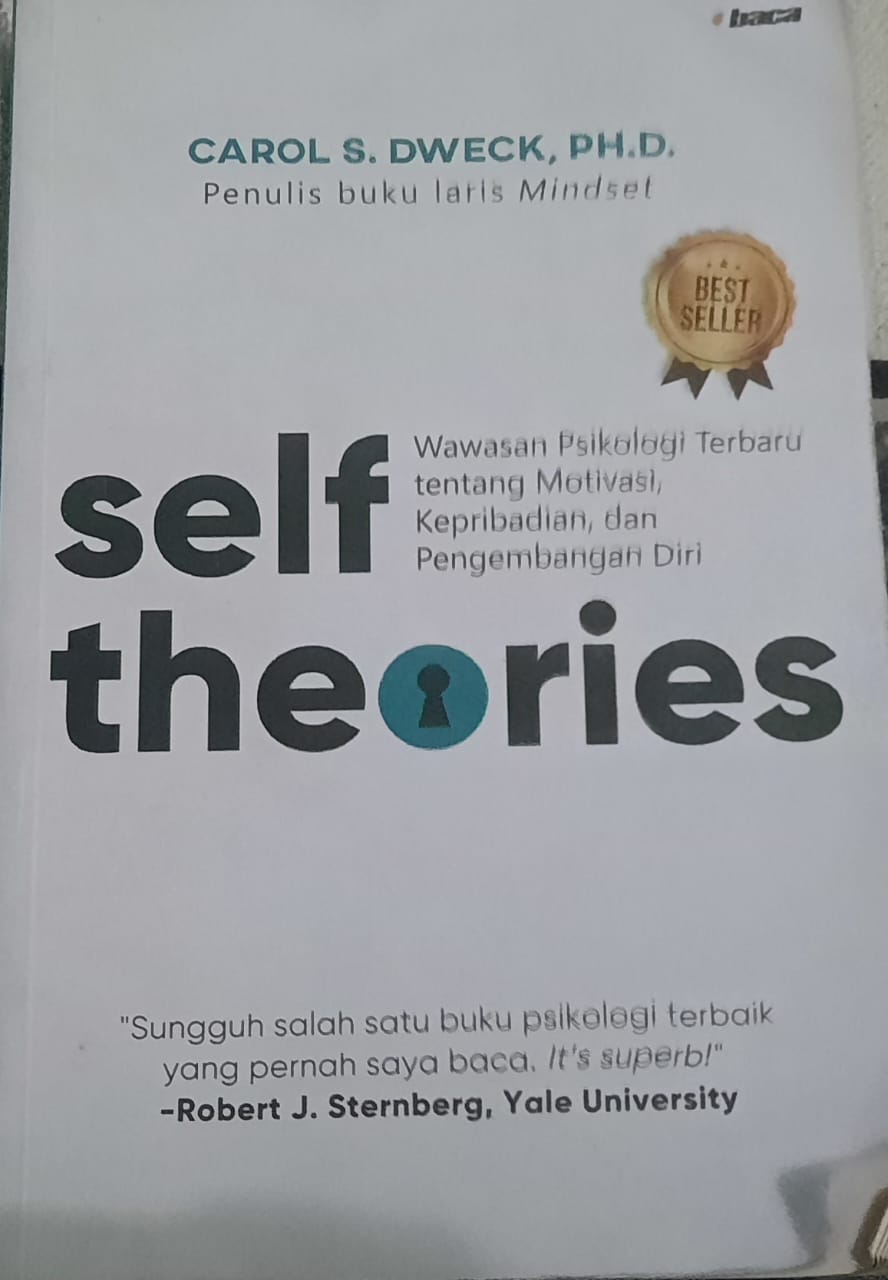 baca
CAROL S. DWECK, PH.D.
Penulis buku laris Mindset
BEST
SELLER
Wawasan Psikologi Terbaru
tentang Motivasi,
Kepribadian, dan
Pengembangan Diri
self
theories
"Sungguh salah satu buku psikologi terbaik
yang pernah saya baca. It's superb!"
-Robert J. Sternberg, Yale University